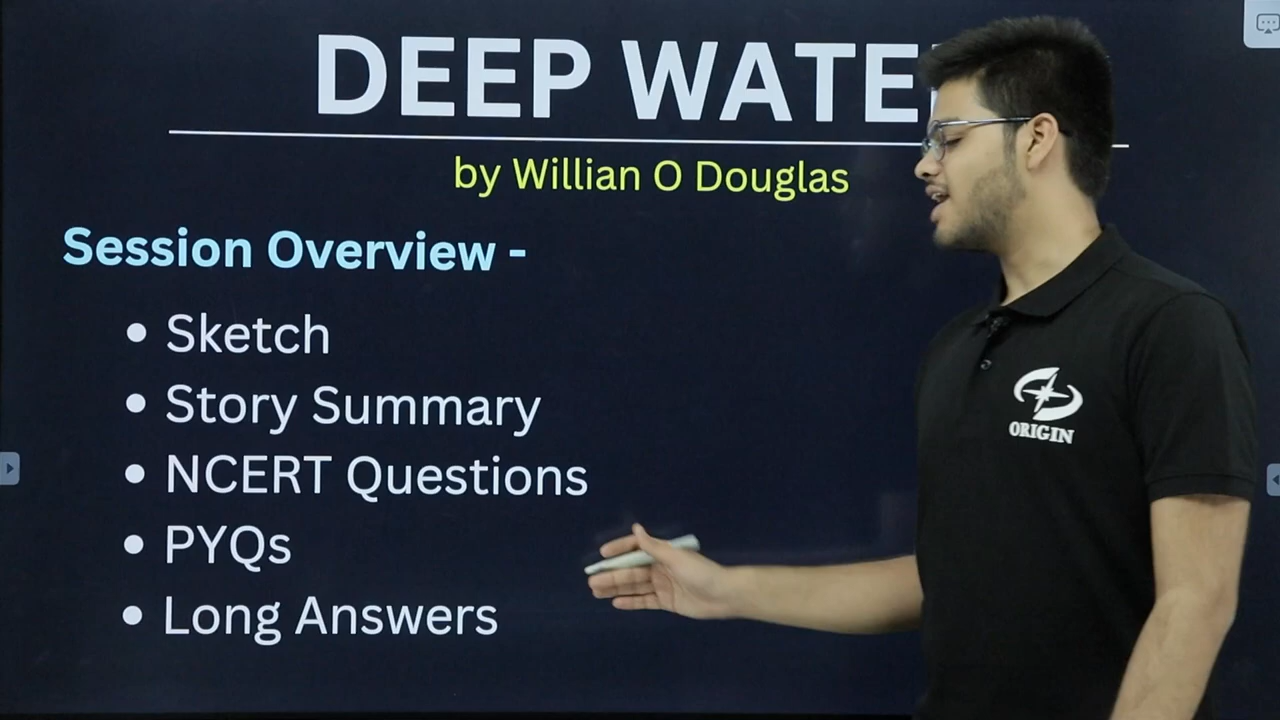 DEEP WATE
by Willian O Douglas
Session Overview -
• Sketch
• Story Summary
• NCERT Questions
• PYQs
• Long Answers
ORIGIN